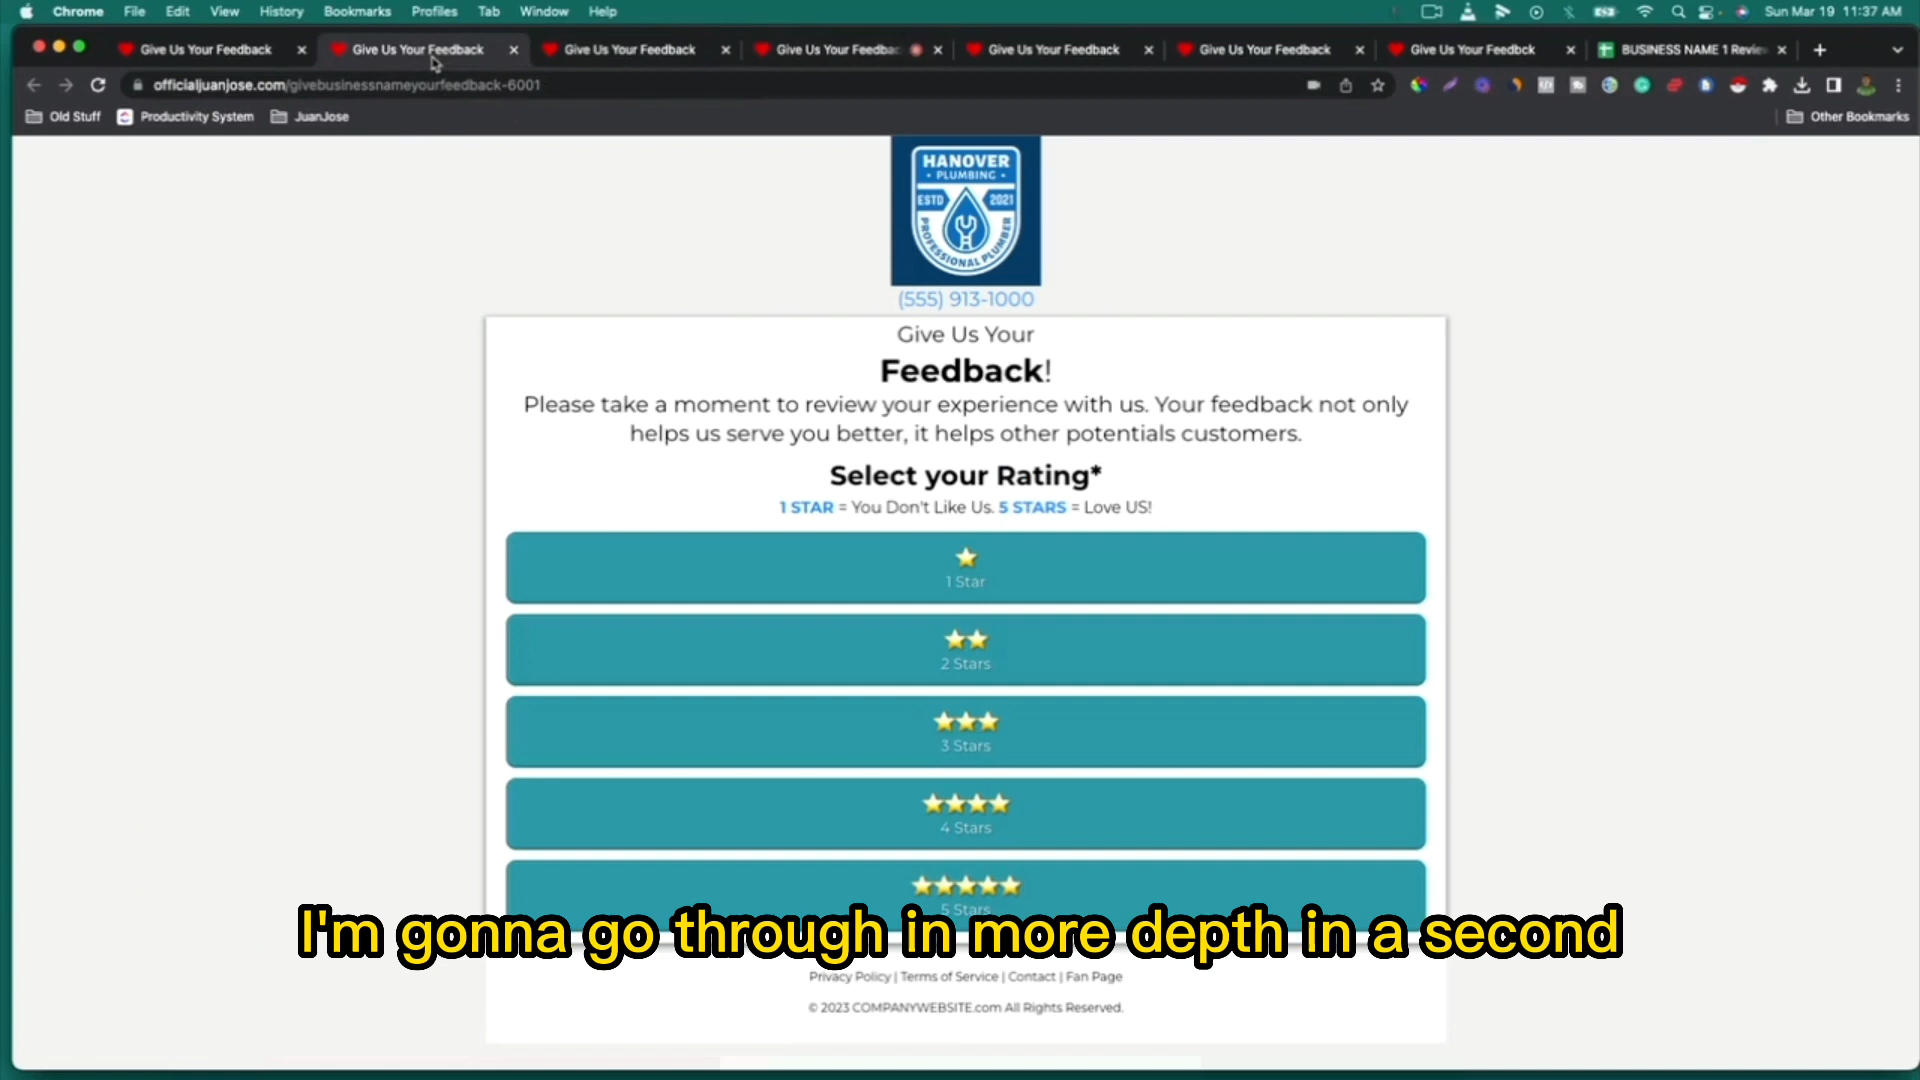 Chrome File Edit View History Bookmarks Profiles Tab Window Help Sun Mar 19 11:37 AM
Give Us Your Feedback Give Us Your Feedback Give Us Your Feedback Give Us Your Feedbac Give Us Your Feedback Give Us Your Feedback Give Us Your Feedbck BUSINESS NAME 1 Revie
officialjuanjose.com/givebusinessnameyourfeedback-6001
Old Stuff Productivity System JuanJose Other Bookmarks
HANOVER
• PLUMBING •
ESTD 2021
PROFESSIONAL PLUMBER
(555) 913-1000
Give Us Your
Feedback!
Please take a moment to review your experience with us. Your feedback not only
helps us serve you better, it helps other potentials customers.
Select your Rating*
1 STAR = You Don't Like Us. 5 STARS = Love US!
1 Star
2 Stars
3 Stars
4 Stars
5 Stars
I'm gonna go through in more depth in a second
Privacy Policy | Terms of Service | Contact | Fan Page
© 2023 COMPANYWEBSITE.com All Rights Reserved.